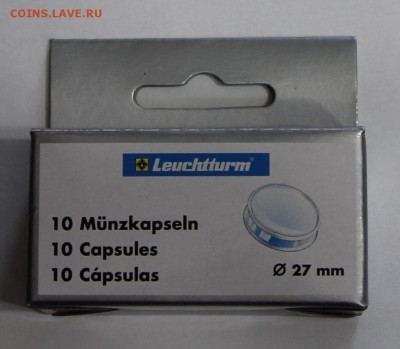 COINS.LAVE.RU
Leuchtturm®
10 Münzkapseln
10 Capsules
10 Cápsulas
Ø 27 mm